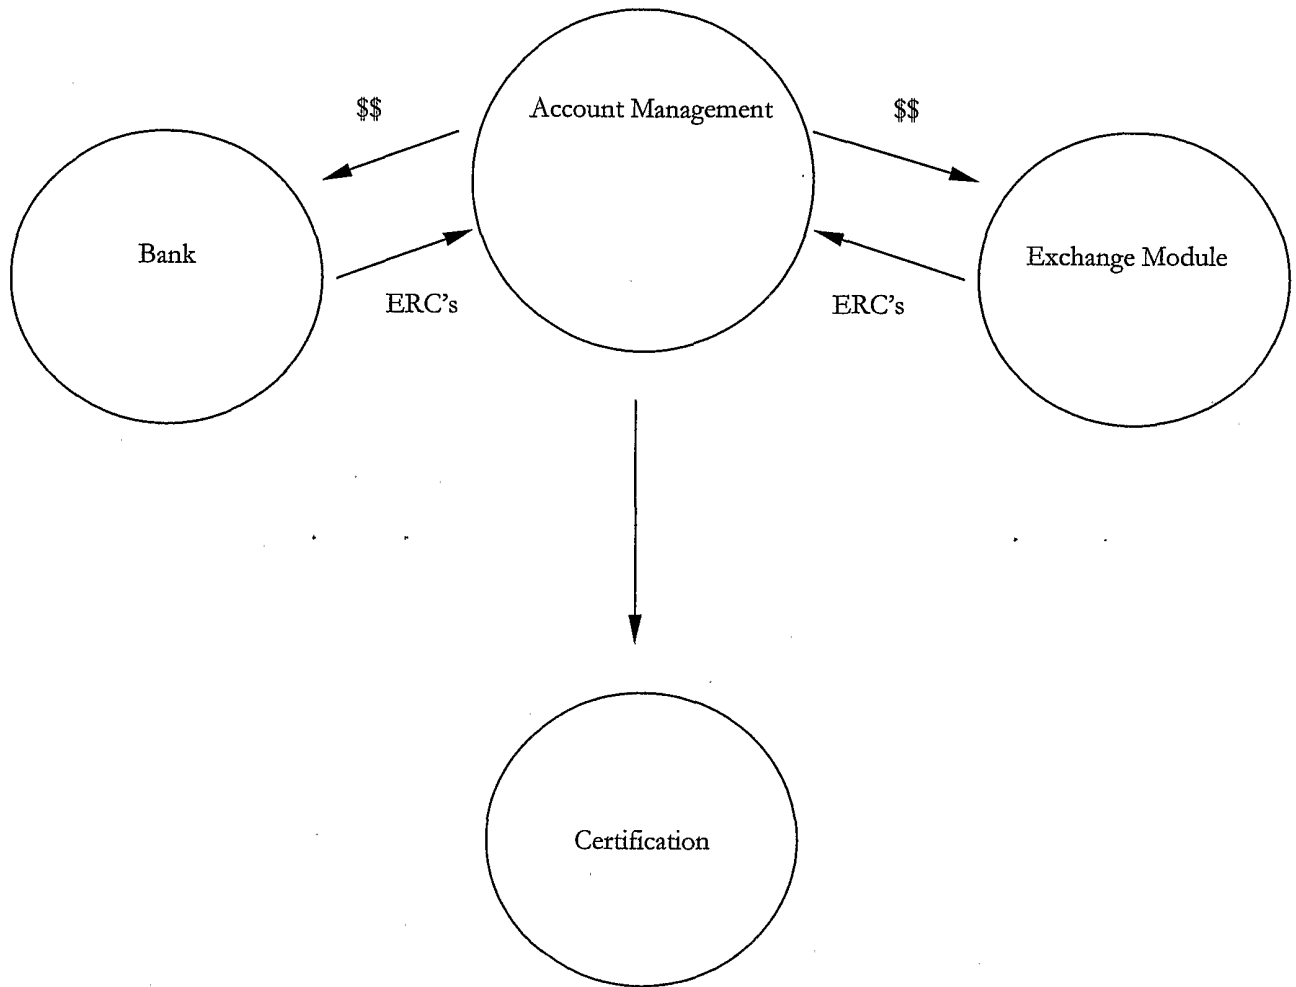 $$
Account Management
$$
Bank
Exchange Module
ERC's
ERC's
Certification